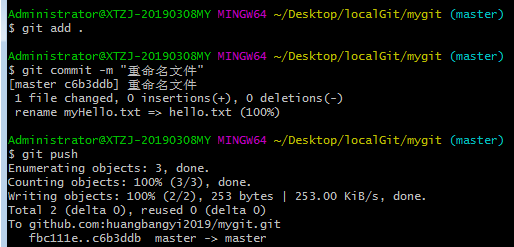 Administrator@XTZJ-20190308MY MINGW64 ~/Desktop/localGit/mygit (master)
$ git add .
Administrator@XTZJ-20190308MY MINGW64 ~/Desktop/localGit/mygit (master)
$ git commit -m "重命名文件"
[master c6b3ddb] 重命名文件
 1 file changed, 0 insertions(+), 0 deletions(-)
 rename myHello.txt => hello.txt (100%)
Administrator@XTZJ-20190308MY MINGW64 ~/Desktop/localGit/mygit (master)
$ git push
Enumerating objects: 3, done.
Counting objects: 100% (3/3), done.
Writing objects: 100% (2/2), 253 bytes | 253.00 KiB/s, done.
Total 2 (delta 0), reused 0 (delta 0)
To github.com:huangbangyi2019/mygit.git
   fbc111e..c6b3ddb  master -> master